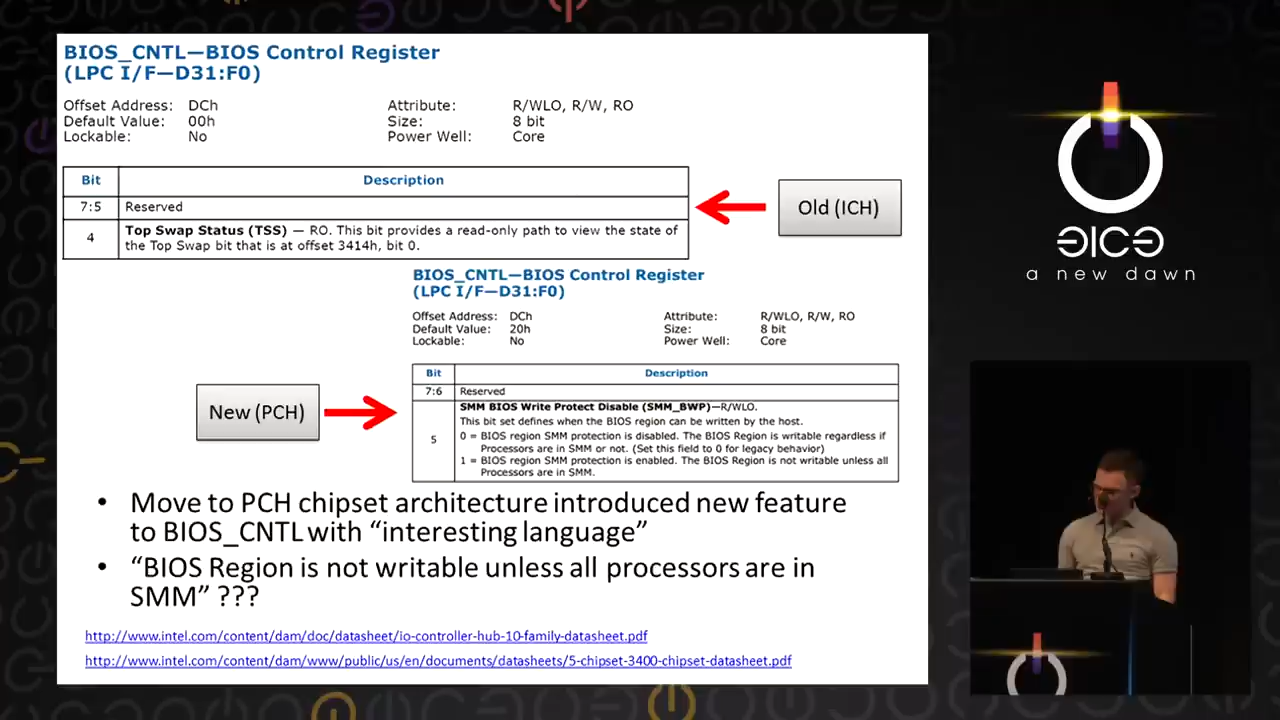 BIOS_CNTL—BIOS Control Register
(LPC I/F—D31:F0)
Offset Address: DCh Attribute: R/WLO, R/W, RO
Default Value: 00h Size: 8 bit
Lockable: No Power Well: Core
Bit Description
7:5 Reserved
4 Top Swap Status (TSS) — RO. This bit provides a read-only path to view the state of
the Top Swap bit that is at offset 3414h, bit 0.
Old (ICH)
BIOS_CNTL—BIOS Control Register
(LPC I/F—D31:F0)
Offset Address: DCh Attribute: R/WLO, R/W, RO
Default Value: 20h Size: 8 bit
Lockable: No Power Well: Core
Bit Description
7:6 Reserved
5 SMM BIOS Write Protect Disable (SMM_BWP)—R/WLO.
This bit set defines when the BIOS region can be written by the host.
0 = BIOS region SMM protection is disabled. The BIOS Region is writable regardless if
Processors are in SMM or not. (Set this field to 0 for legacy behavior)
1 = BIOS region SMM protection is enabled. The BIOS Region is not writable unless all
Processors are in SMM.
New (PCH)
• Move to PCH chipset architecture introduced new feature
to BIOS_CNTL with “interesting language”
• “BIOS Region is not writable unless all processors are in
SMM” ???
http://www.intel.com/content/dam/doc/datasheet/io-controller-hub-10-family-datasheet.pdf
http://www.intel.com/content/dam/www/public/us/en/documents/datasheets/5-chipset-3400-chipset-datasheet.pdf
a new dawn